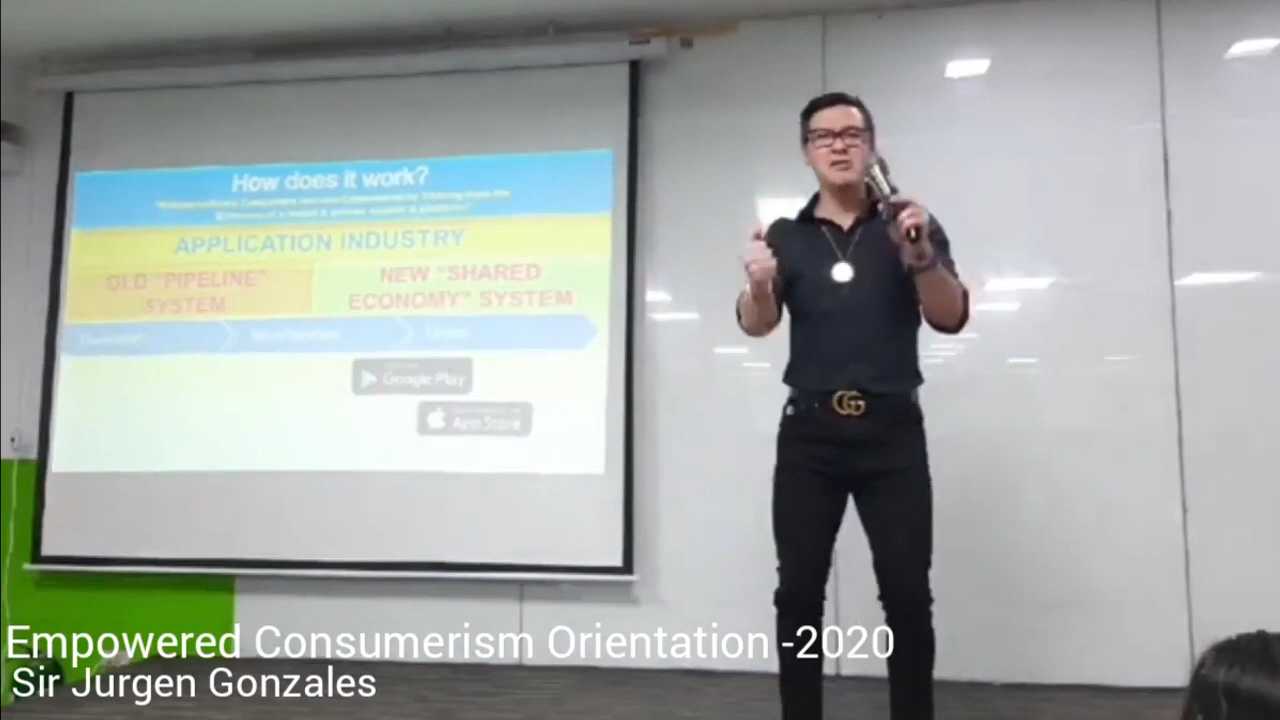 How does it work?
APPLICATION INDUSTRY
OLD "PIPELINE"
SYSTEM
NEW "SHARED
ECONOMY" SYSTEM
Google Play
App Store
GG
Empowered Consumerism Orientation -2020
Sir Jurgen Gonzales